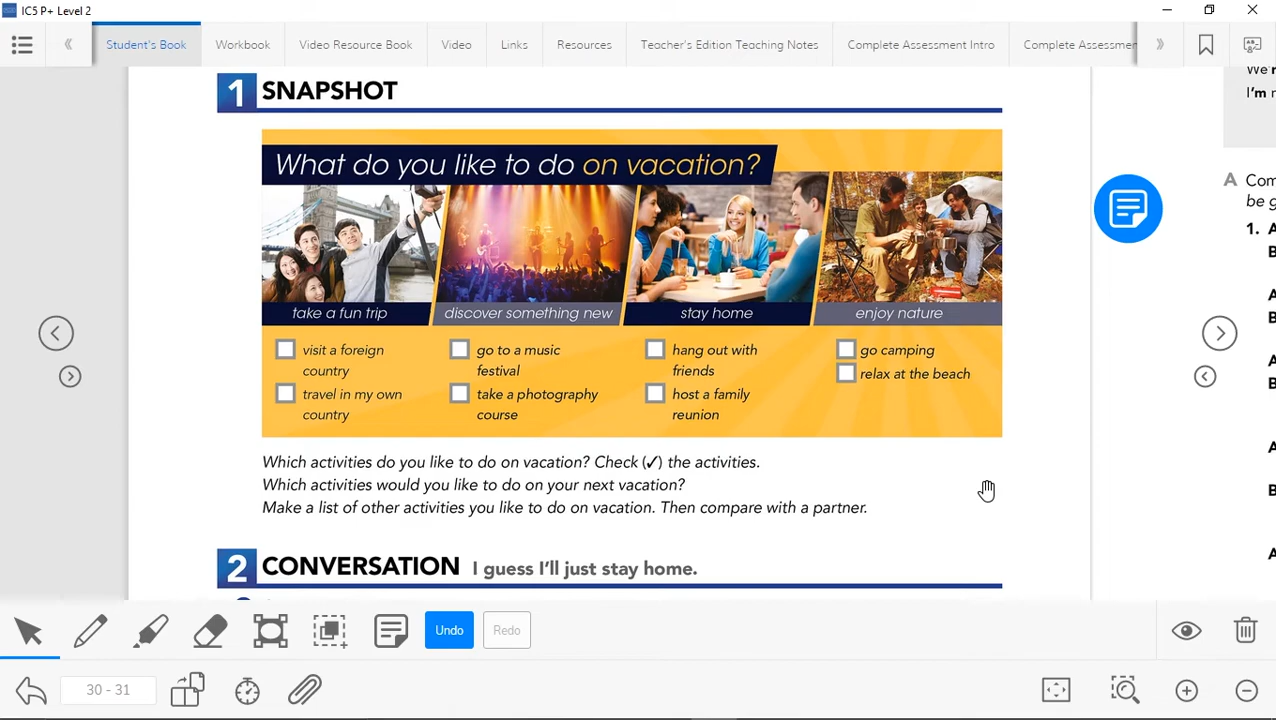 IC5 P+ Level 2
Student's Book
Workbook
Video Resource Book
Video
Links
Resources
Teacher's Edition Teaching Notes
Complete Assessment Intro
Complete Assessmen
1 SNAPSHOT
What do you like to do on vacation?
take a fun trip
discover something new
stay home
enjoy nature
visit a foreign
country
travel in my own
country
go to a music
festival
take a photography
course
hang out with
friends
host a family
reunion
go camping
relax at the beach
Which activities do you like to do on vacation? Check (✓) the activities.
Which activities would you like to do on your next vacation?
Make a list of other activities you like to do on vacation. Then compare with a partner.
2 CONVERSATION I guess I'll just stay home.
We'r
I'm r
A Com
be g
1. A
B
A
B
A
B
A
B
A
Undo
Redo
30 - 31